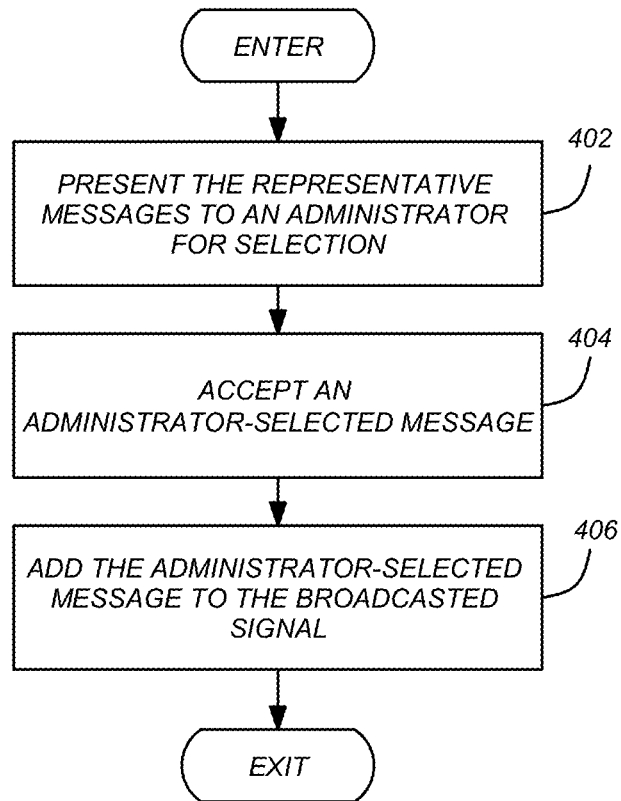 ENTER
402
PRESENT THE REPRESENTATIVE
MESSAGES TO AN ADMINISTRATOR
FOR SELECTION
404
ACCEPT AN
ADMINISTRATOR-SELECTED MESSAGE
406
ADD THE ADMINISTRATOR-SELECTED
MESSAGE TO THE BROADCASTED
SIGNAL
EXIT